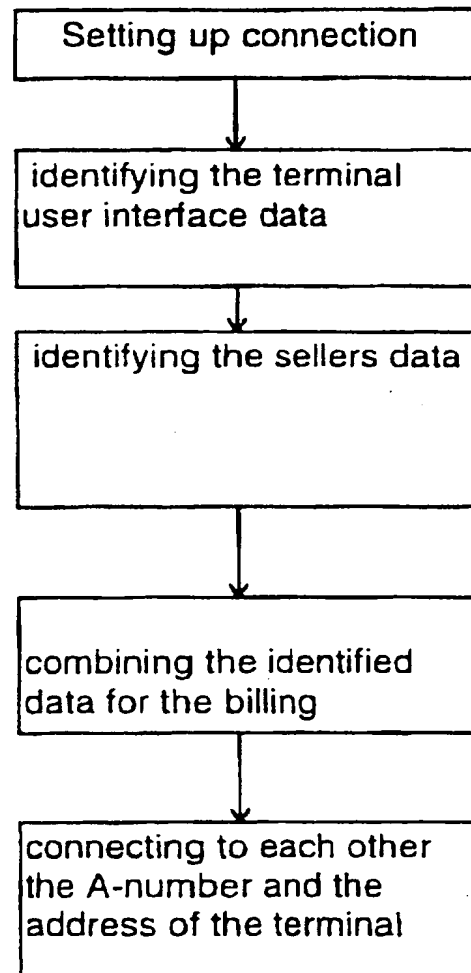 Setting up connection
identifying the terminal
user interface data
identifying the sellers data
combining the identified
data for the billing
connecting to each other
the A-number and the
address of the terminal